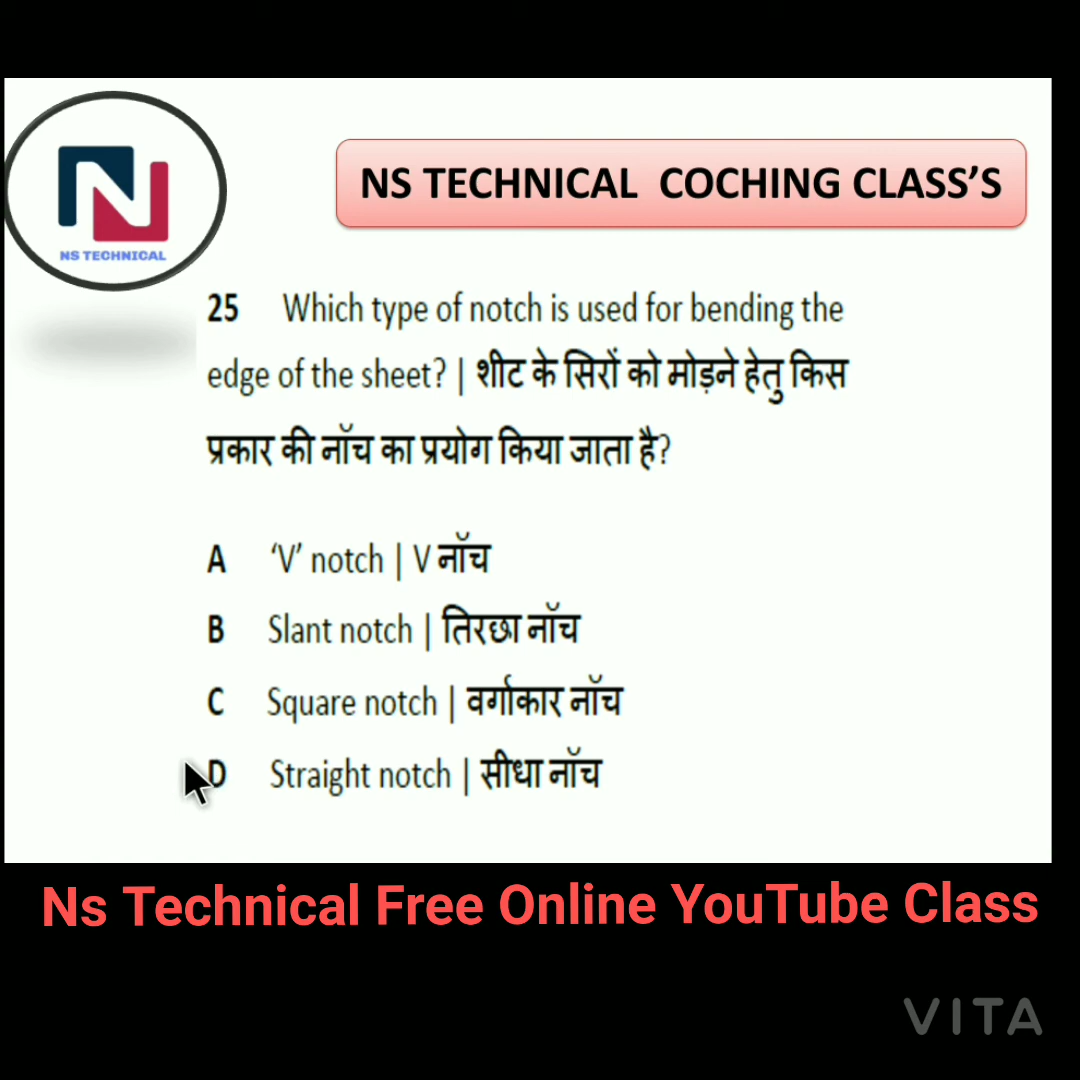 NS TECHNICAL
NS TECHNICAL COCHING CLASS’S
25 Which type of notch is used for bending the
edge of the sheet? | शीट के सिरों को मोड़ने हेतु किस
प्रकार की नॉच का प्रयोग किया जाता है?
A ‘V’ notch | V नॉच
B Slant notch | तिरछा नॉच
C Square notch | वर्गाकार नॉच
D Straight notch | सीधा नॉच
Ns Technical Free Online YouTube Class
VITA